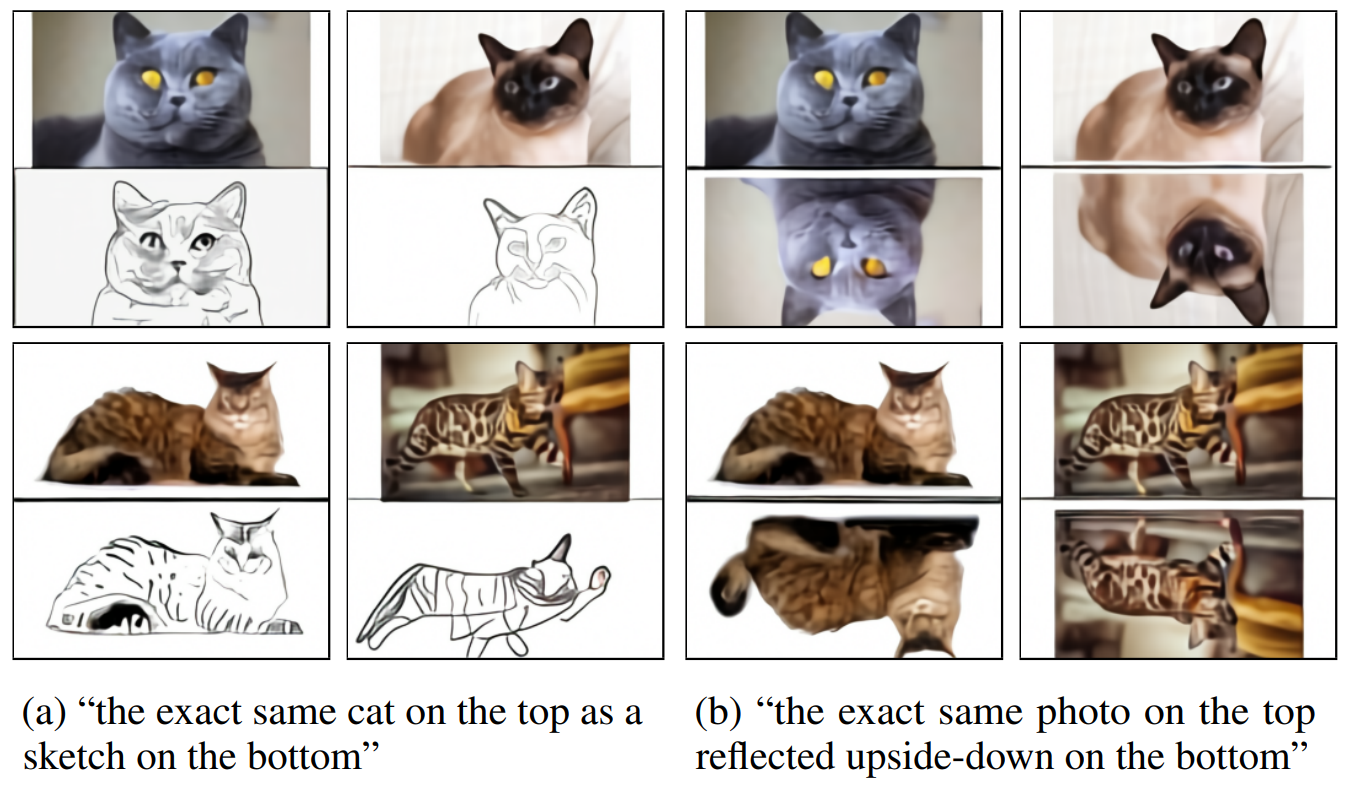 (a) “the exact same cat on the top as a
sketch on the bottom”
(b) “the exact same photo on the top
reflected upside-down on the bottom”